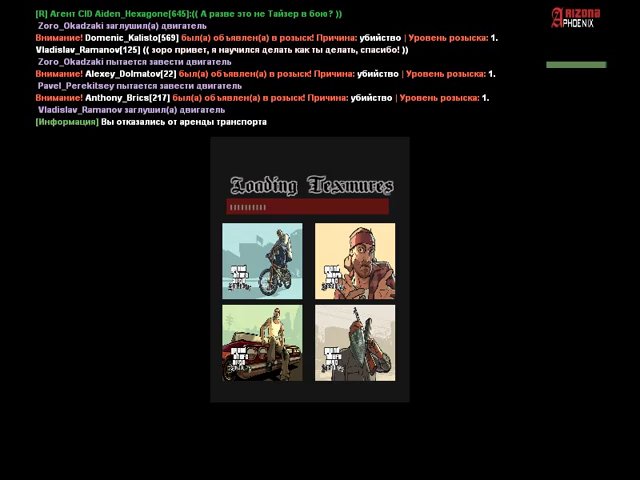 [R] Агент CID Aiden_Hexagone[645]:(( А разве это не Тайзер в бою? ))
Zoro_Okadzaki заглушил(а) двигатель
Внимание! Domenic_Kalisto[569] был(а) объявлен(а) в розыск! Причина: убийство | Уровень розыска: 1.
Vladislav_Ramanov[125] (( зоро привет, я научился делать как ты делать, спасибо! ))
Zoro_Okadzaki пытается завести двигатель
Внимание! Alexey_Dolmatov[22] был(а) объявлен(а) в розыск! Причина: убийство | Уровень розыска: 1.
Pavel_Perekitsey пытается завести двигатель
Внимание! Anthony_Brics[217] был(а) объявлен(а) в розыск! Причина: убийство | Уровень розыска: 1.
Vladislav_Ramanov заглушил(а) двигатель
[Информация] Вы отказались от аренды транспорта
ARIZONA
PHOENIX
Loading Texmures